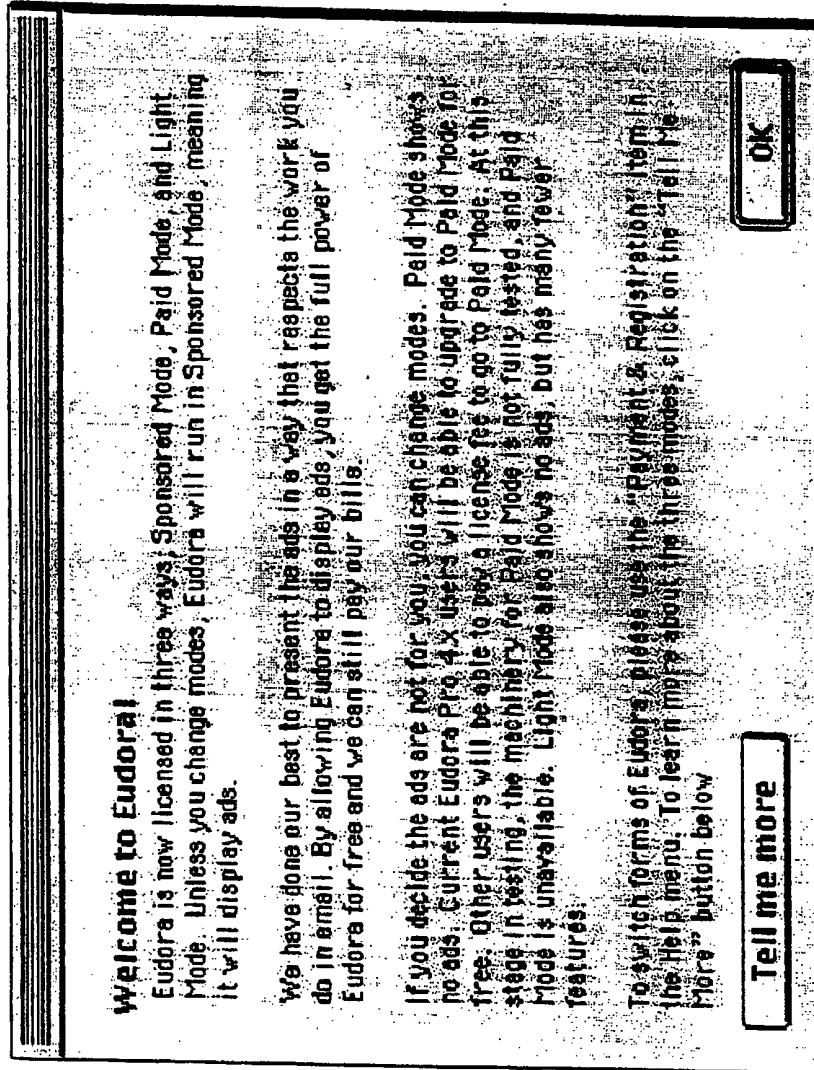 Welcome to Eudora!
Eudora is now licensed in three ways; Sponsored Mode, Paid Mode, and Light
Mode. Unless you change modes, Eudora will run in Sponsored Mode, meaning
it will display ads.
We have done our best to present the ads in a way that respects the work you
do in email. By allowing Eudora to display ads, you get the full power of
Eudora for free and we can still pay our bills.
If you decide the ads are not for you, you can change modes. Paid Mode shows
no ads. Current Eudora Pro 4.x users will be able to upgrade to Paid Mode for
free. Other users will be able to pay a license fee to go to Paid Mode. At this
stage in testing, the machinery for Paid Mode is not fully tested, and Paid
Mode is unavailable. Light Mode also shows no ads, but has many fewer
features.
To switch forms of Eudora, please use the "Payment & Registration" item in
the Help menu. To learn more about the three modes, click on the "Tell Me
More" button below
Tell me more
OK